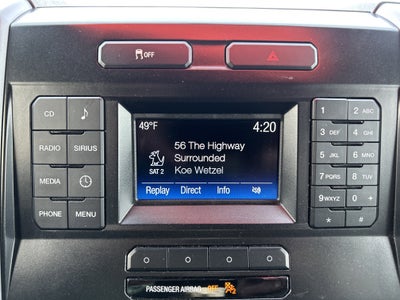 OFF
CD
RADIO SIRIUS
MEDIA
PHONE MENU
49°F 4:20
56 The Highway
Surrounded
SAT 2 Koe Wetzel
Replay Direct Info
1 2 ABC
3 DEF 4 GHI
5 JKL 6 MNO
7 PQRS 8 TUV
9 WXYZ 0 +
* #
PASSENGER AIRBAG OFF